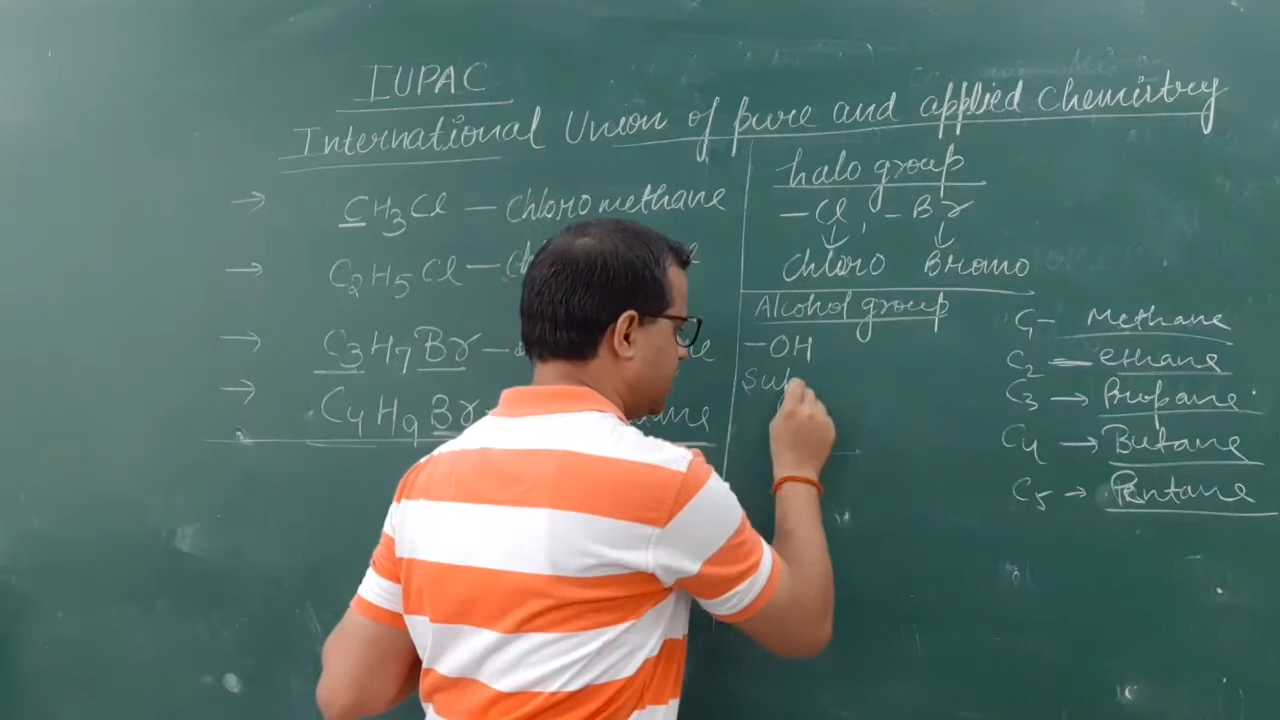 IUPAC
International Union of pure and applied Chemistry
→ CH3Cl — Chloromethane
→ C2H5Cl —
→ C3H7Br —
→ C4H9Br
halo group
—Cl , —Br
Chloro Bromo
Alcohol group
—OH
Suf
C1— Methane
C2 — ethane
C3 → Propane
C4 → Butane
C5 → Pentane